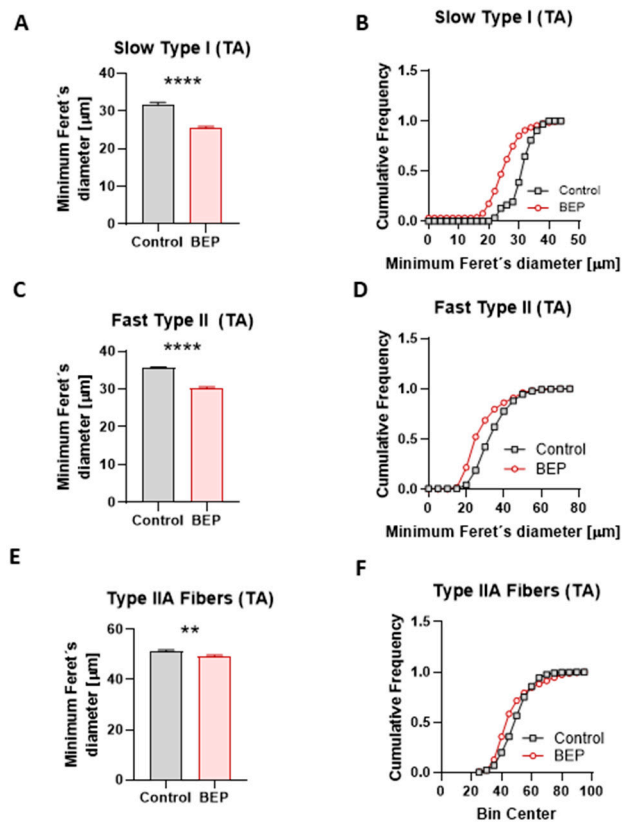 A
Slow Type I (TA)
Minimum Feret´s
diameter [µm]
40
30
20
10
0
****
Control BEP
B
Slow Type I (TA)
Cumulative Frequency
1.5
1.0
0.5
0.0
Control
BEP
0 10 20 30 40 50
Minimum Feret´s diameter [µm]
C
Fast Type II (TA)
Minimum Feret´s
diameter [µm]
40
30
20
10
0
****
Control BEP
D
Fast Type II (TA)
Cumulative Frequency
1.5
1.0
0.5
0.0
Control
BEP
0 20 40 60 80
Minimum Feret´s diameter [µm]
E
Type IIA Fibers (TA)
Minimum Feret´s
diameter [µm]
60
40
20
0
**
Control BEP
F
Type IIA Fibers (TA)
Cumulative Frequency
1.5
1.0
0.5
0.0
Control
BEP
0 20 40 60 80 100
Bin Center